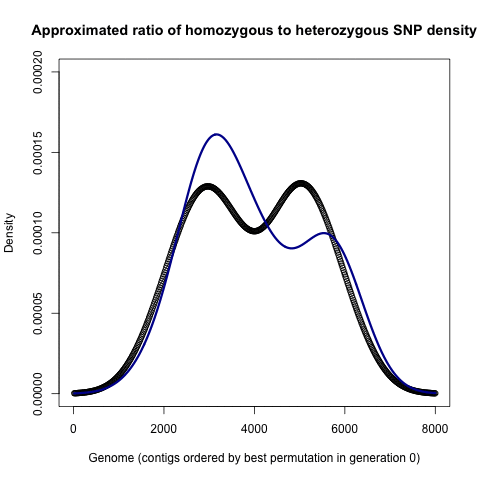 Approximated ratio of homozygous to heterozygous SNP density
0.00020
0.00015
0.00010
0.00005
0.00000
Density
0 2000 4000 6000 8000
Genome (contigs ordered by best permutation in generation 0)